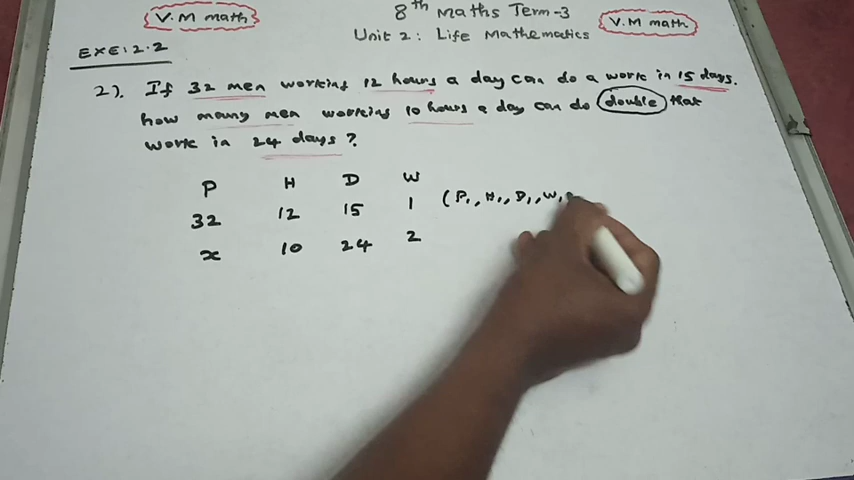 V.M math
8th Maths Term-3
V.M math
Unit 2: Life Mathematics
EXE: 2.2
2). If 32 men working 12 hours a day can do a work in 15 days.
how many men working 10 hours a day can do double that
work in 24 days?
P H D W
32 12 15 1 (P1, H1, D1, W1
x 10 24 2